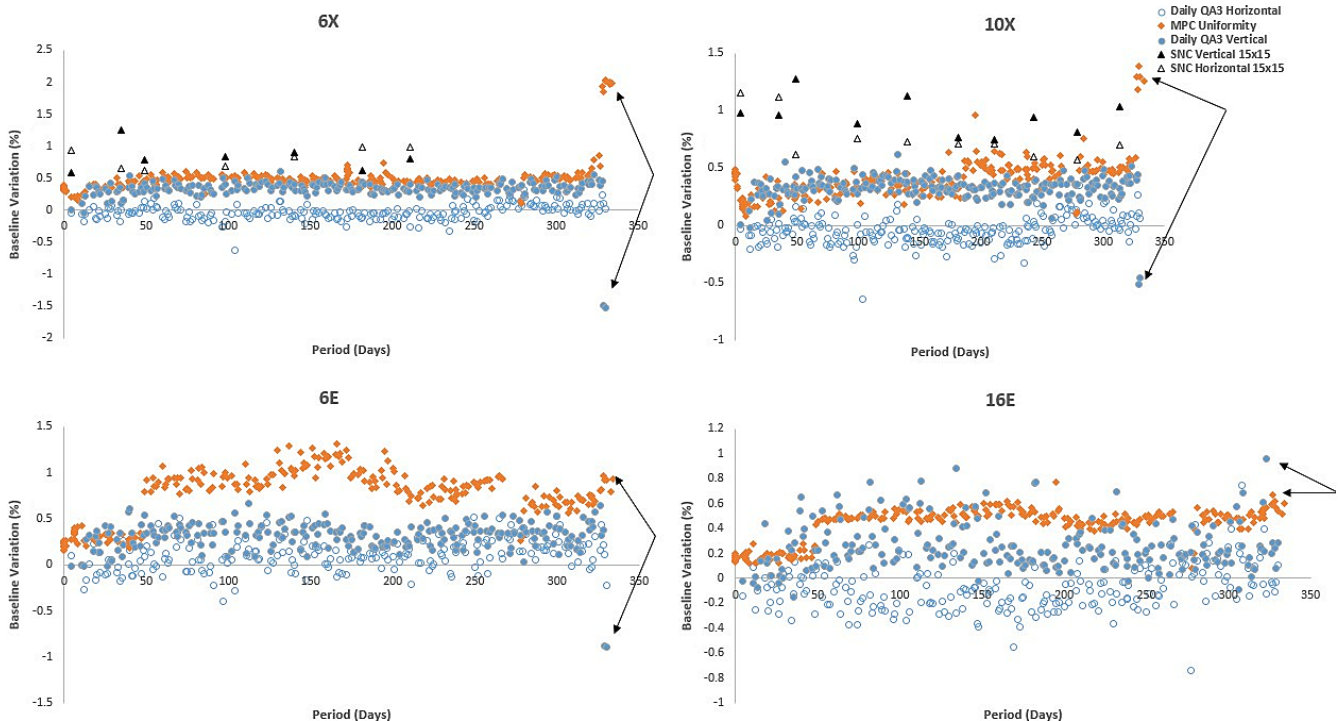 6X
2.5
2
1.5
1
0.5
0
-0.5
-1
-1.5
-2
0 50 100 150 200 250 300 350
Baseline Variation (%)
Period (Days)
10X
Daily QA3 Horizontal
MPC Uniformity
Daily QA3 Vertical
SNC Vertical 15x15
SNC Horizontal 15x15
1.5
1
0.5
0
-0.5
-1
0 50 100 150 200 250 300 350
Baseline Variation (%)
Period (Days)
6E
1.5
1
0.5
0
-0.5
-1
-1.5
0 50 100 150 200 250 300 350
Baseline Variation (%)
Period (Days)
16E
1.2
1
0.8
0.6
0.4
0.2
0
-0.2
-0.4
-0.6
-0.8
-1
0 50 100 150 200 250 300 350
Baseline Variation (%)
Period (Days)